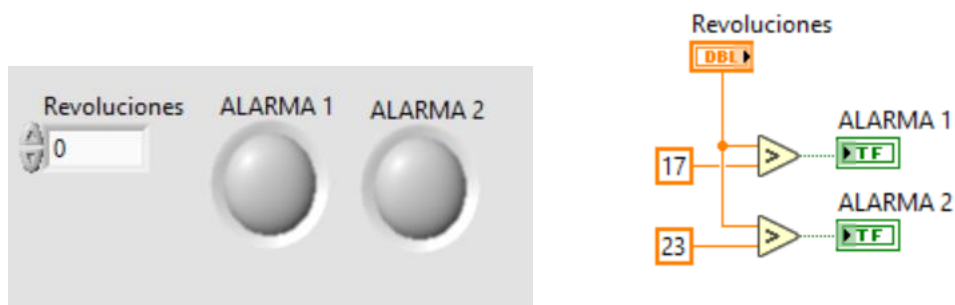 Revoluciones
0
ALARMA 1
ALARMA 2
Revoluciones
DBL
17
>
ALARMA 1
TF
23
>
ALARMA 2
TF